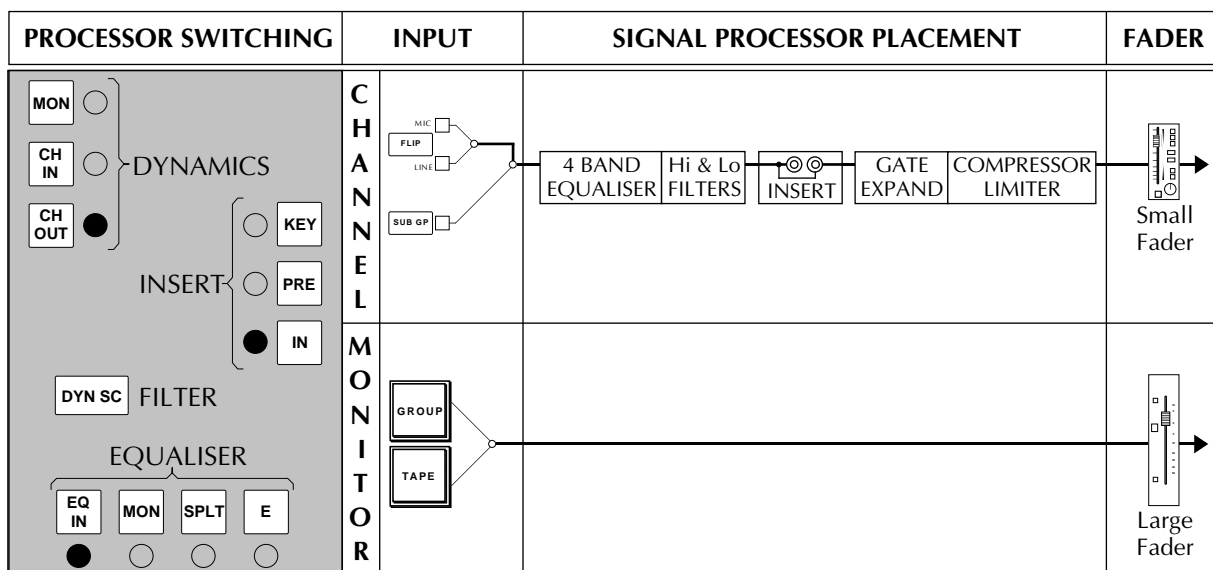 PROCESSOR SWITCHING
INPUT
SIGNAL PROCESSOR PLACEMENT
FADER
MON
CH
IN
CH
OUT
DYNAMICS
KEY
PRE
IN
INSERT
DYN SC
FILTER
EQUALISER
EQ
IN
MON
SPLT
E
CHANNEL
MIC
FLIP
LINE
SUB GP
4 BAND
EQUALISER
Hi & Lo
FILTERS
INSERT
GATE
EXPAND
COMPRESSOR
LIMITER
Small
Fader
MONITOR
GROUP
TAPE
Large
Fader